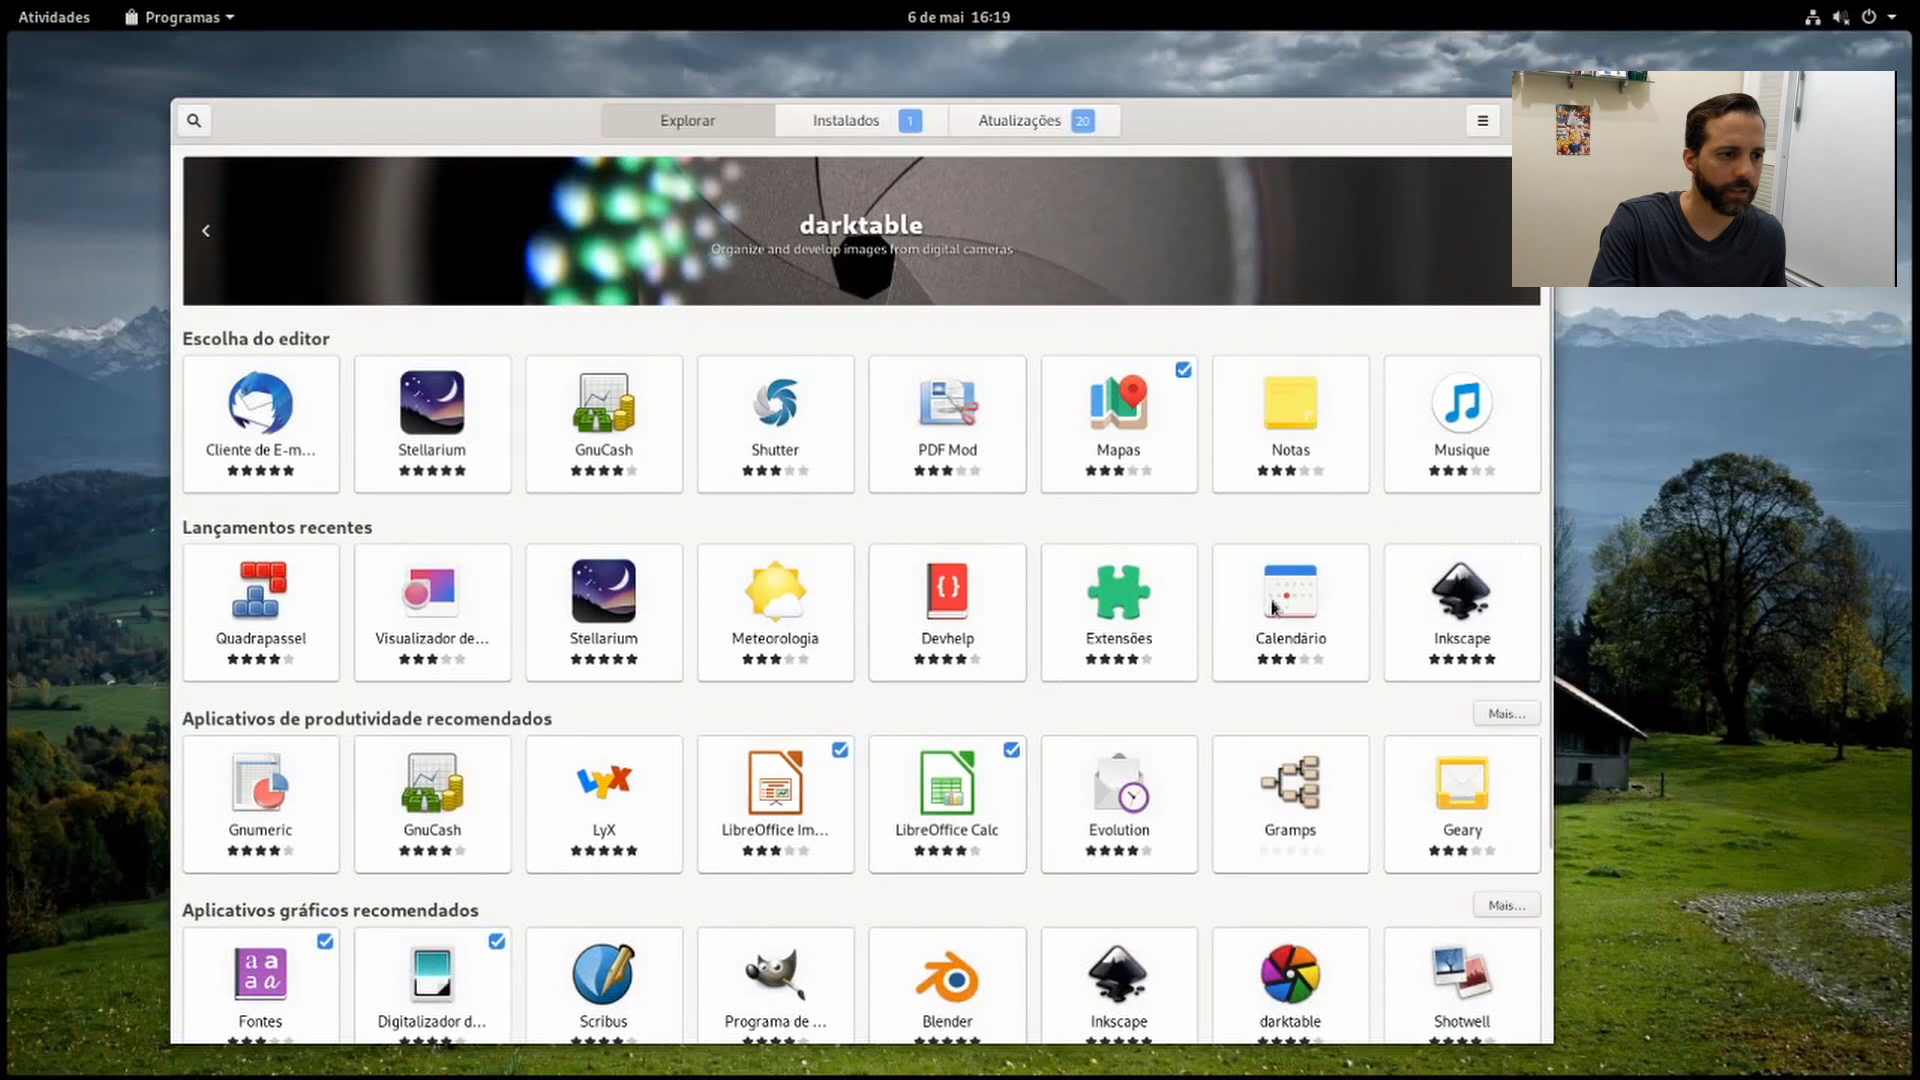 Atividades
Programas
6 de mai 16:19
Explorar
Instalados 1
Atualizações 20
darktable
Organize and develop images from digital cameras
Escolha do editor
Cliente de E-m...
Stellarium
GnuCash
Shutter
PDF Mod
Mapas
Notas
Musique
Lançamentos recentes
Quadrapassel
Visualizador de...
Stellarium
Meteorologia
Devhelp
Extensões
Calendário
Inkscape
Aplicativos de produtividade recomendados
Mais...
Gnumeric
GnuCash
LyX
LibreOffice Im...
LibreOffice Calc
Evolution
Gramps
Geary
Aplicativos gráficos recomendados
Mais...
Fontes
Digitalizador d...
Scribus
Programa de ...
Blender
Inkscape
darktable
Shotwell